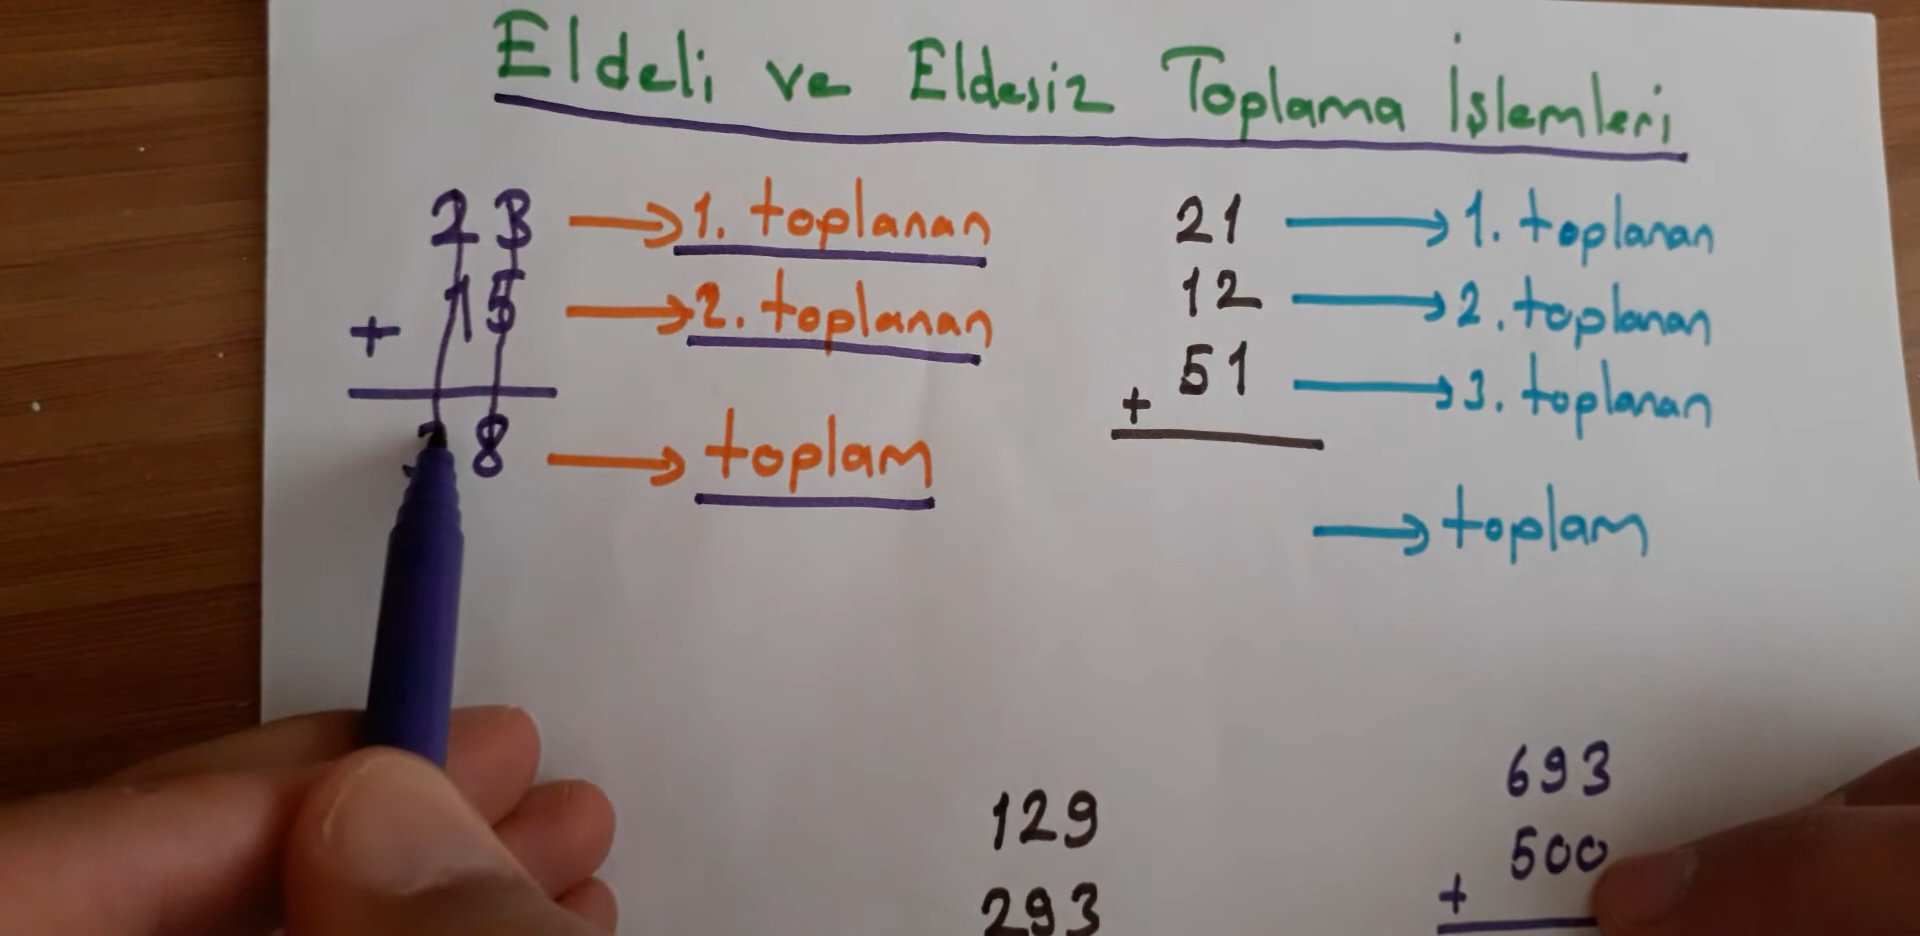 Eldeli ve Eldesiz Toplama İşlemleri
23 → 1. toplanan
+ 15 → 2. toplanan
38 → toplam
21 → 1. toplanan
12 → 2. toplanan
+ 51 → 3. toplanan
→ toplam
129
293
693
+ 500